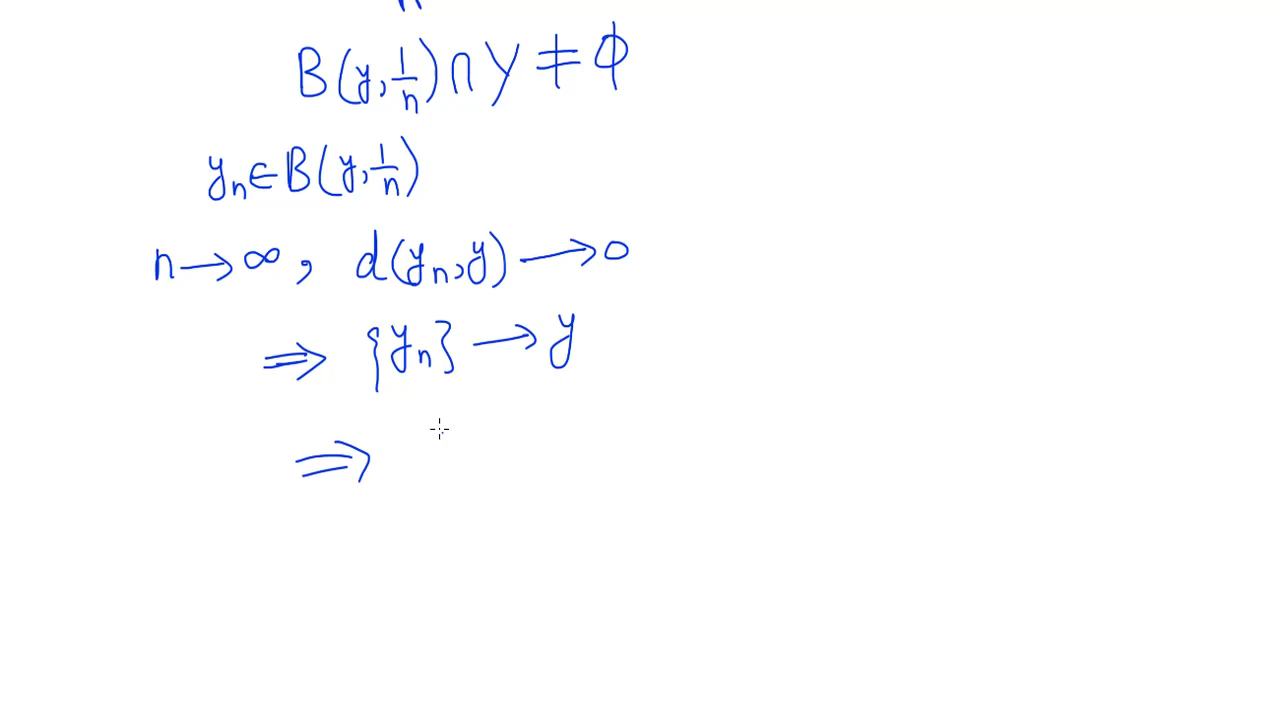 n
B(y, 1/n) ∩ Y ≠ ϕ
yₙ ∈ B(y, 1/n)
n → ∞, d(yₙ, y) → 0
⇒ {yₙ} → y
⇒